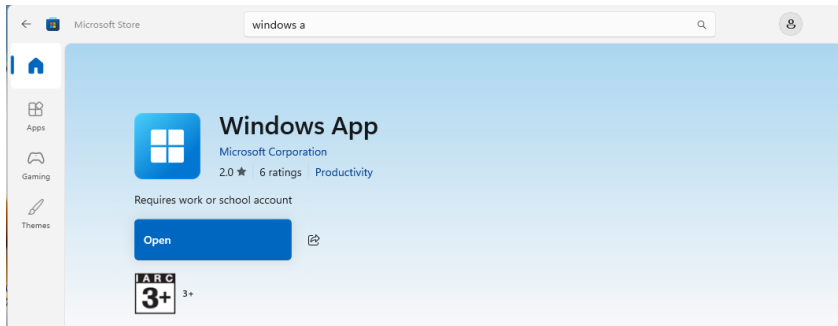 Microsoft Store
windows a
Windows App
Microsoft Corporation
2.0 ★ 6 ratings Productivity
Apps
Gaming
Themes
Requires work or school account
Open
IARC
3+
3+